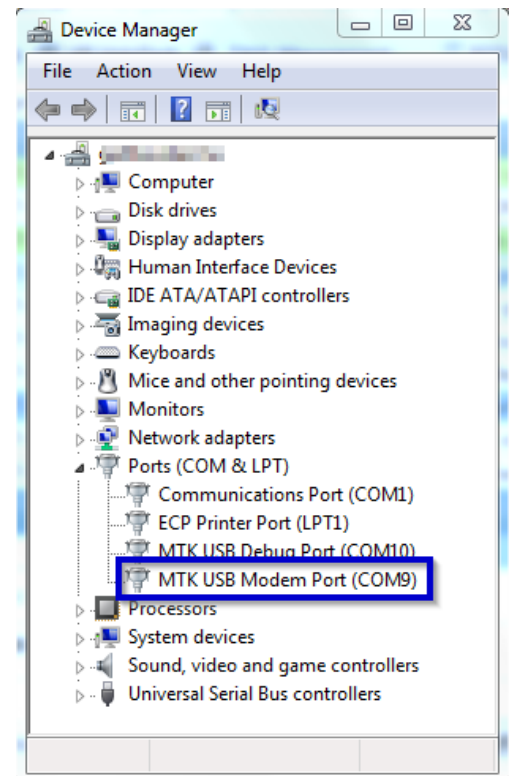 Device Manager
File Action View Help
Computer
Disk drives
Display adapters
Human Interface Devices
IDE ATA/ATAPI controllers
Imaging devices
Keyboards
Mice and other pointing devices
Monitors
Network adapters
Ports (COM & LPT)
Communications Port (COM1)
ECP Printer Port (LPT1)
MTK USB Debug Port (COM10)
MTK USB Modem Port (COM9)
Processors
System devices
Sound, video and game controllers
Universal Serial Bus controllers